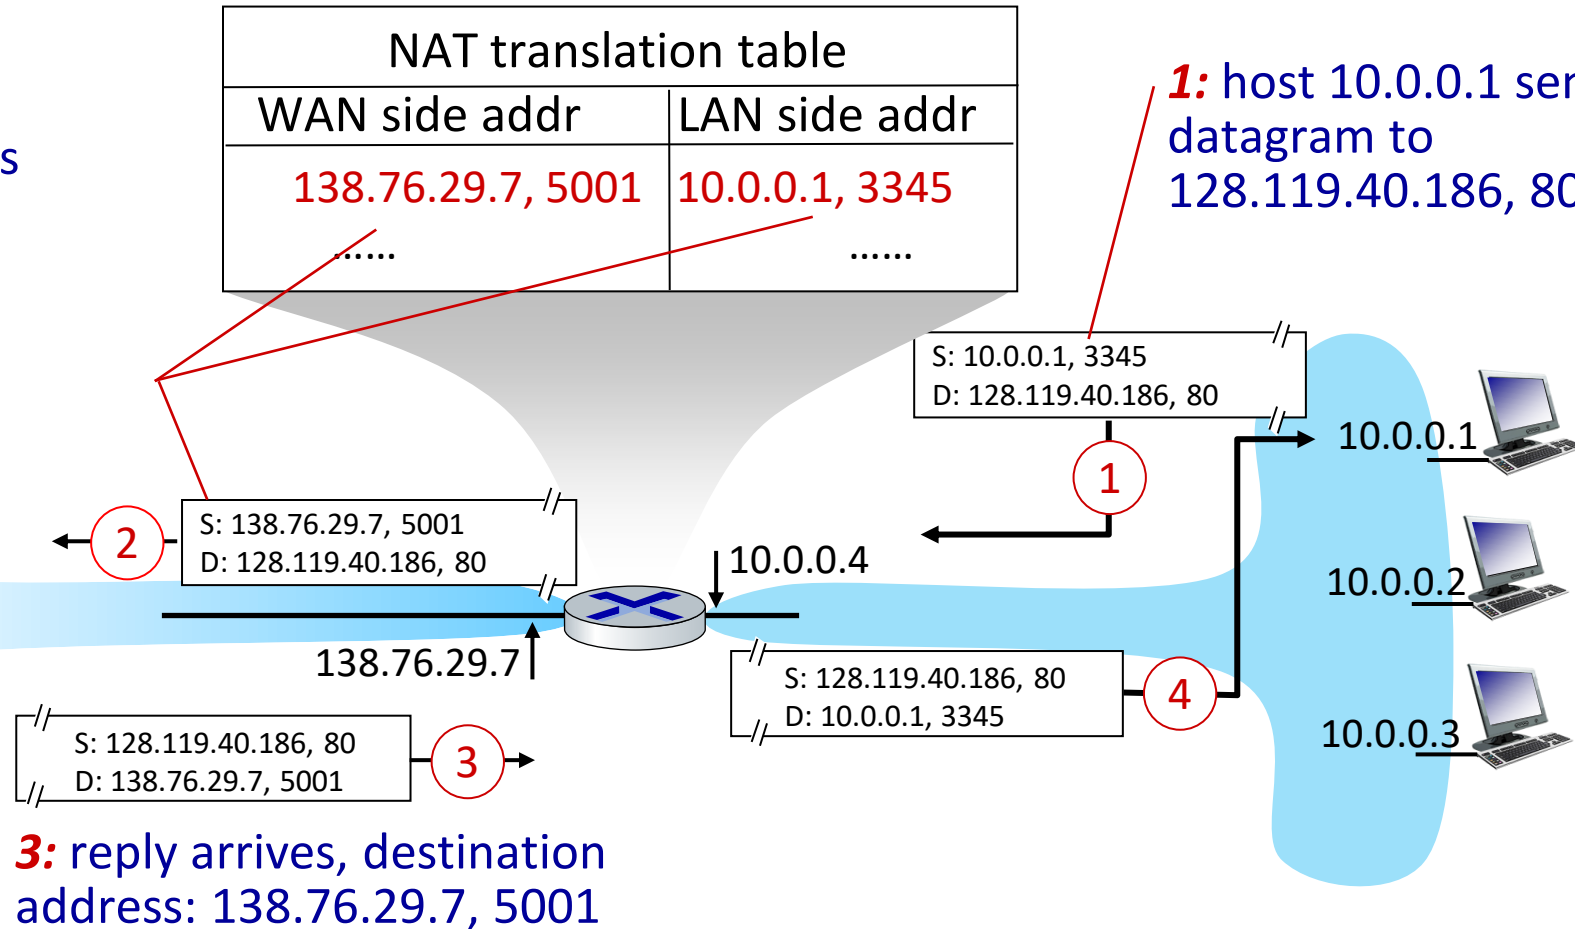 NAT translation table
WAN side addr LAN side addr
138.76.29.7, 5001 10.0.0.1, 3345
...... ......
s
1: host 10.0.0.1 ser
datagram to
128.119.40.186, 80
S: 10.0.0.1, 3345
D: 128.119.40.186, 80
1
10.0.0.1
2
S: 138.76.29.7, 5001
D: 128.119.40.186, 80
10.0.0.4
10.0.0.2
138.76.29.7
S: 128.119.40.186, 80
D: 10.0.0.1, 3345
4
10.0.0.3
S: 128.119.40.186, 80
D: 138.76.29.7, 5001
3
3: reply arrives, destination
address: 138.76.29.7, 5001